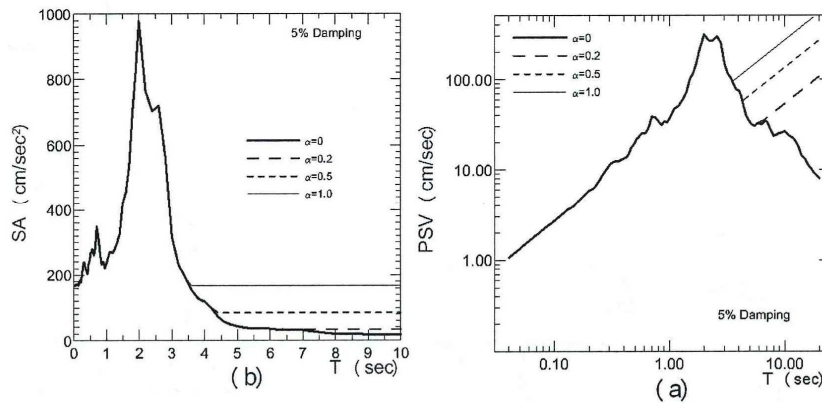 1000
800
600
400
200
0
SA ( cm/sec²)
5% Damping
α=0
α=0.2
α=0.5
α=1.0
0 1 2 3 4 5 6 7 8 9 10
(b)
T ( sec)
100.00
10.00
1.00
PSV ( cm/sec)
α=0
α=0.2
α=0.5
α=1.0
5% Damping
0.10 1.00 10.00
(a)
T ( sec)